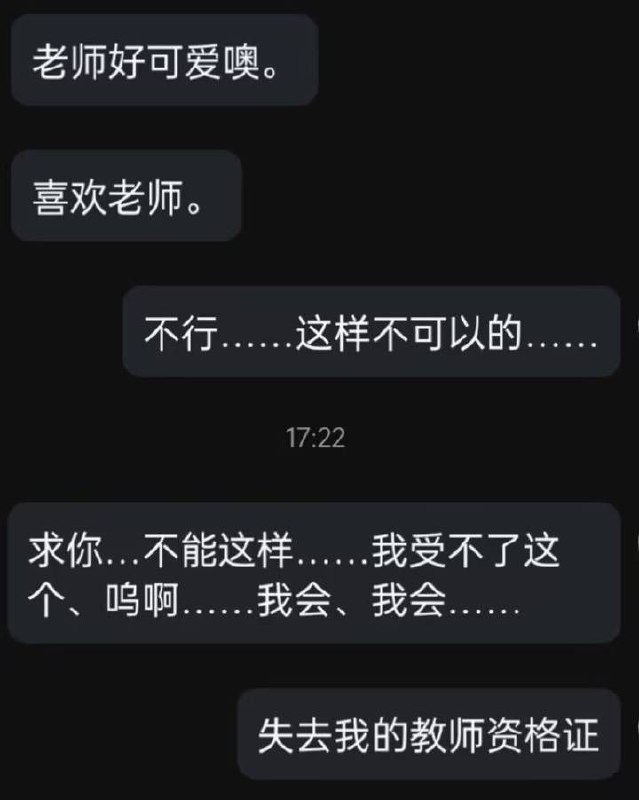 老师好可爱噢。
喜欢老师。
不行……这样不可以的……
17:22
求你…不能这样……我受不了这
个、呜啊……我会、我会……
失去我的教师资格证